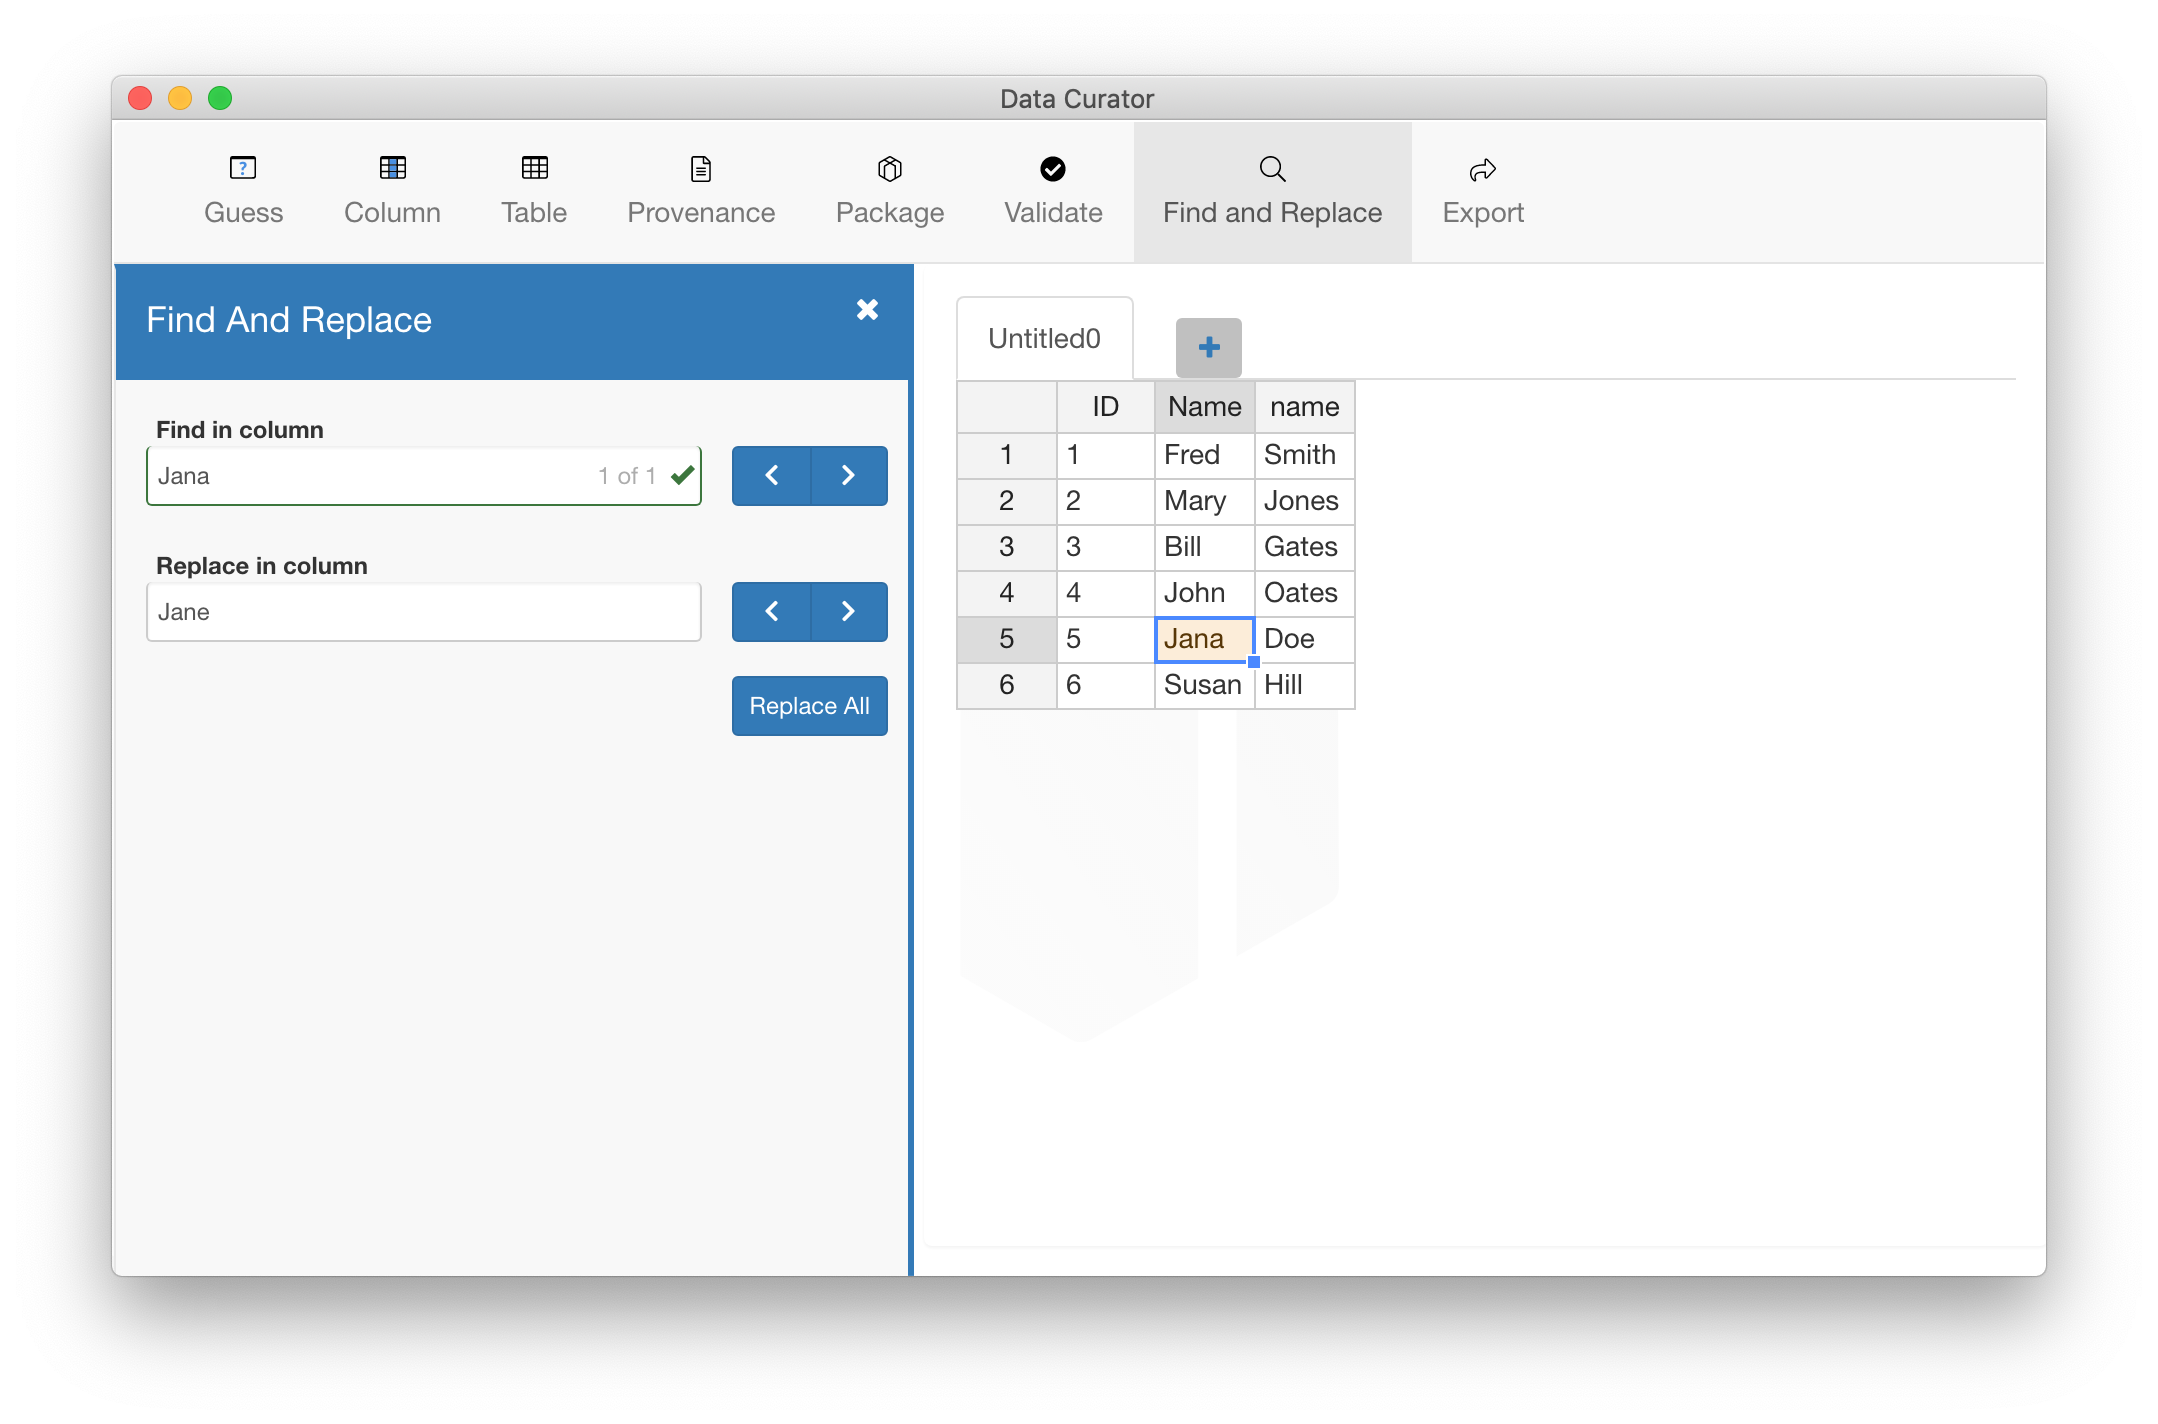 Data Curator
Guess Column Table Provenance Package Validate Find and Replace Export
Find And Replace
Find in column
Jana 1 of 1
Replace in column
Jane
Replace All
Untitled0
ID Name name
1 1 Fred Smith
2 2 Mary Jones
3 3 Bill Gates
4 4 John Oates
5 5 Jana Doe
6 6 Susan Hill